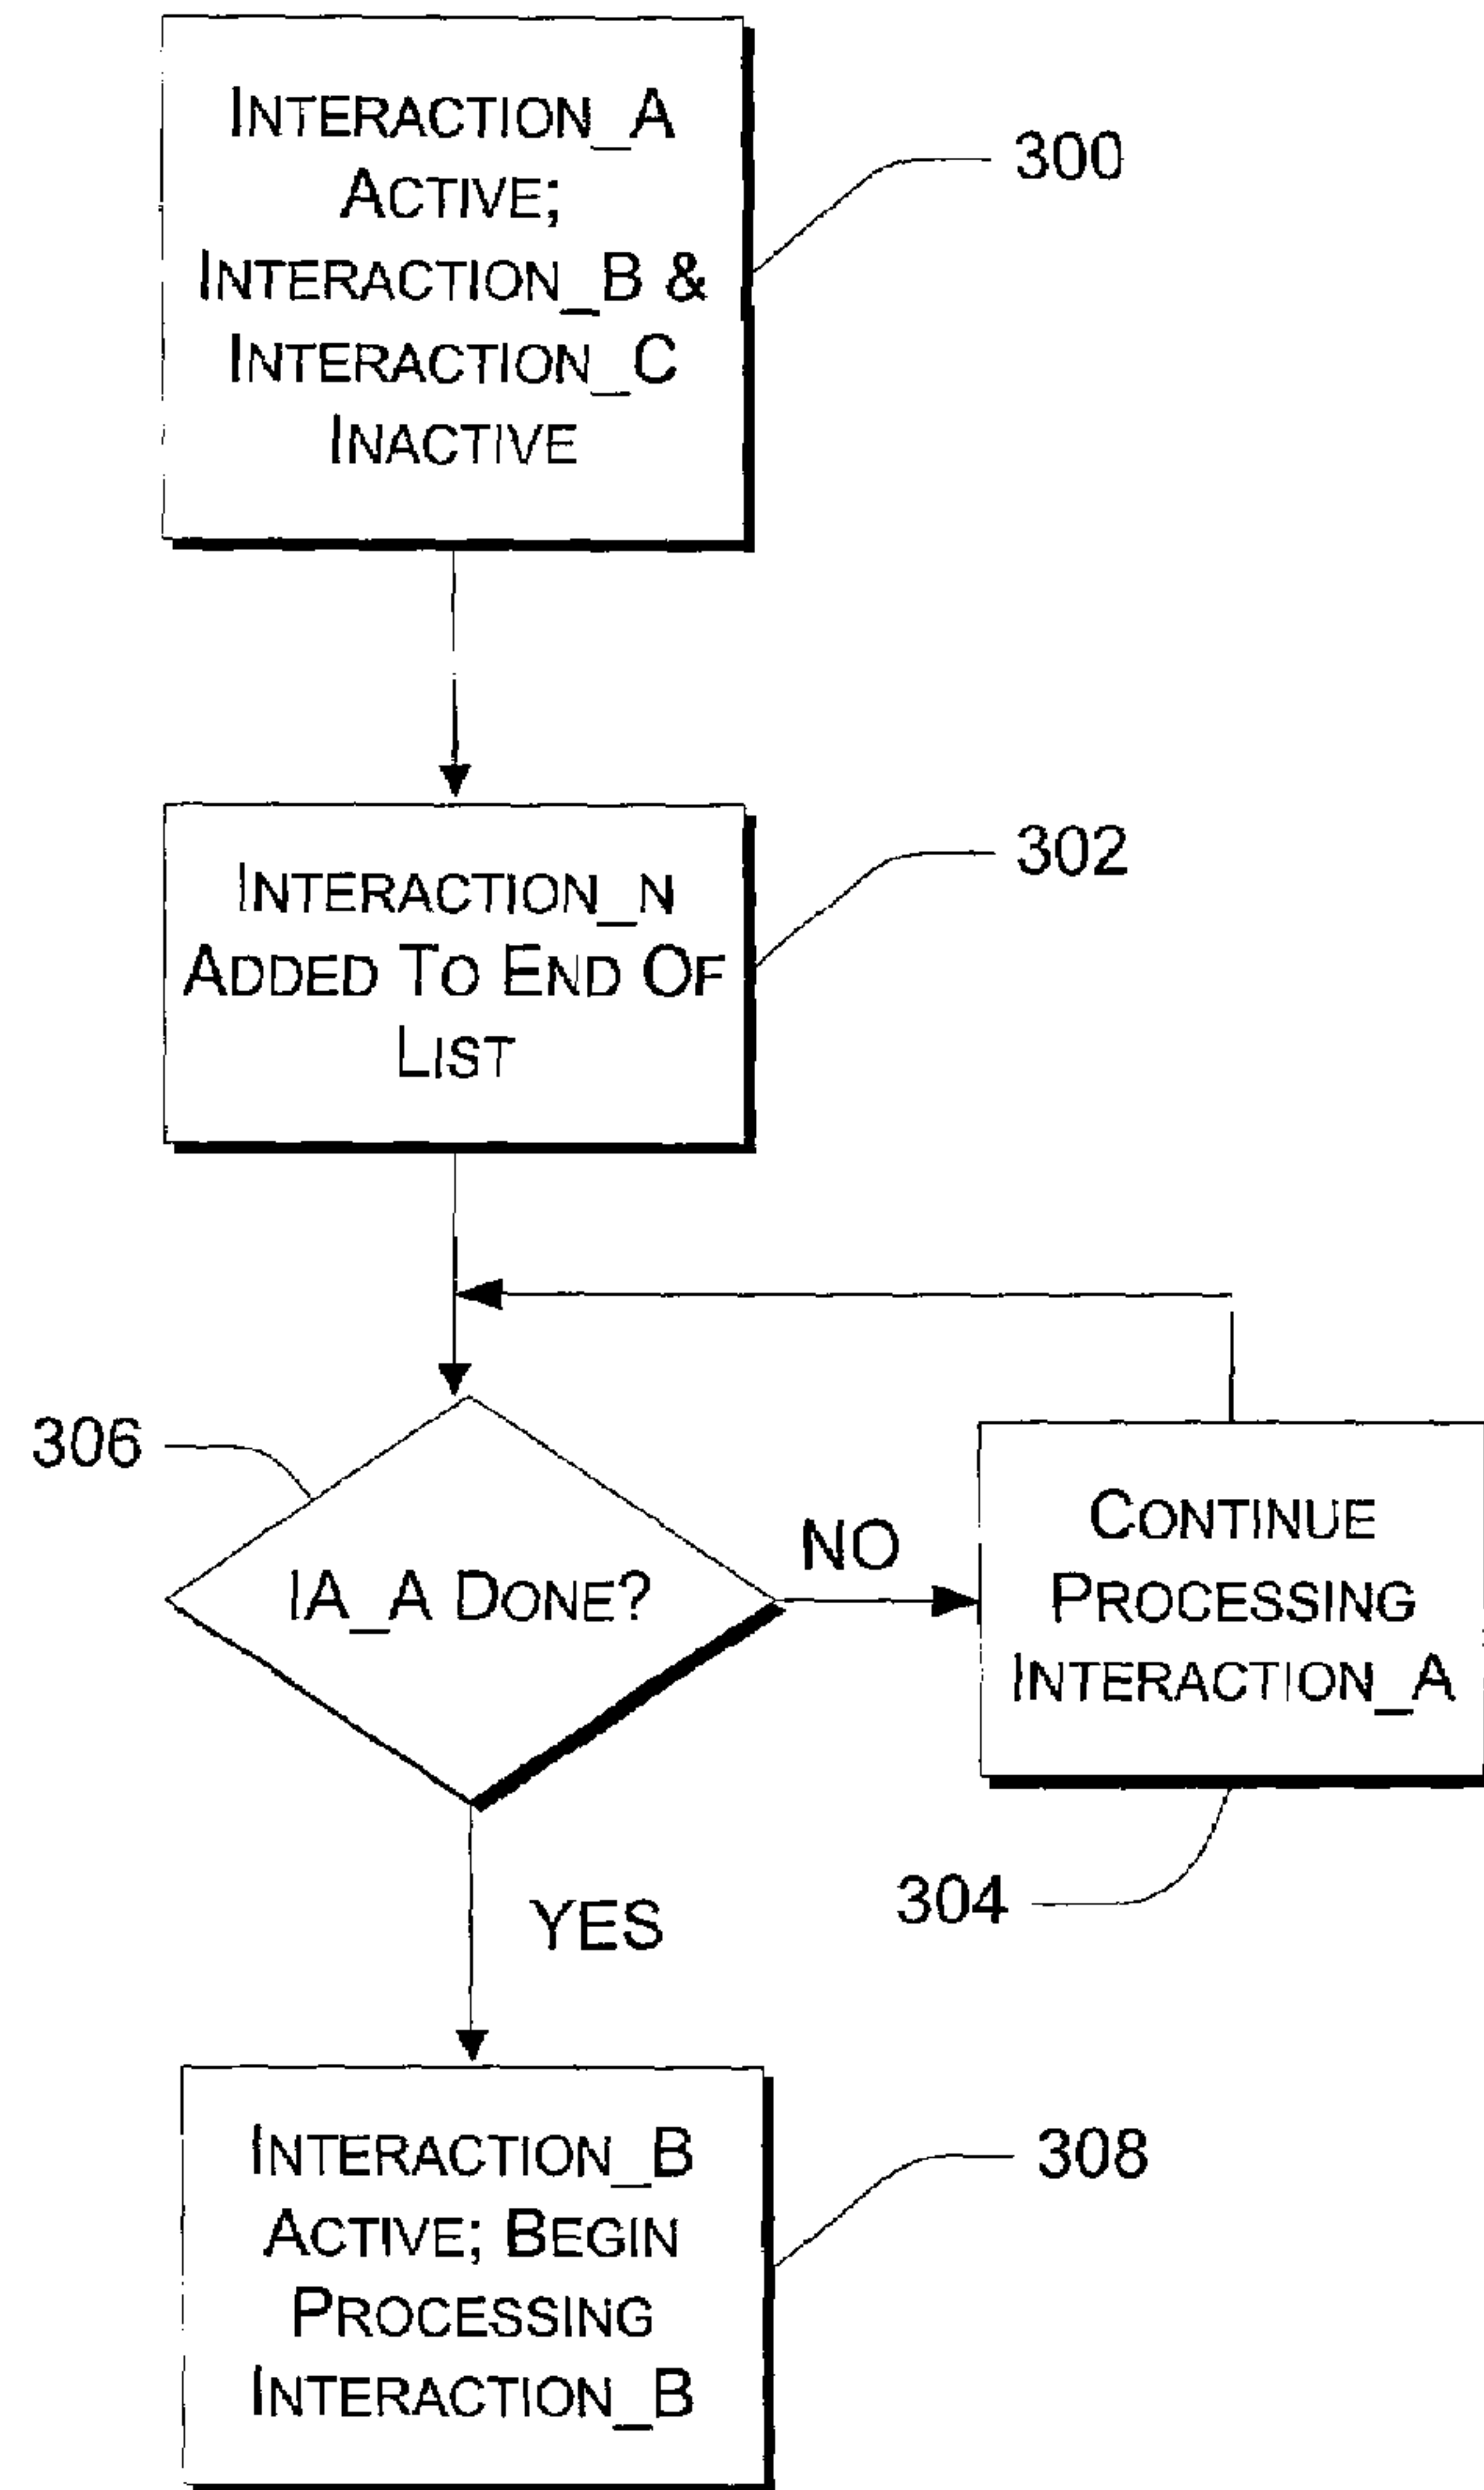 INTERACTION_A
ACTIVE;
INTERACTION_B &
INTERACTION_C
INACTIVE
300
INTERACTION_N
ADDED TO END OF
LIST
302
306
IA_A DONE?
NO
CONTINUE
PROCESSING
INTERACTION_A
304
YES
INTERACTION_B
ACTIVE; BEGIN
PROCESSING
INTERACTION_B
308